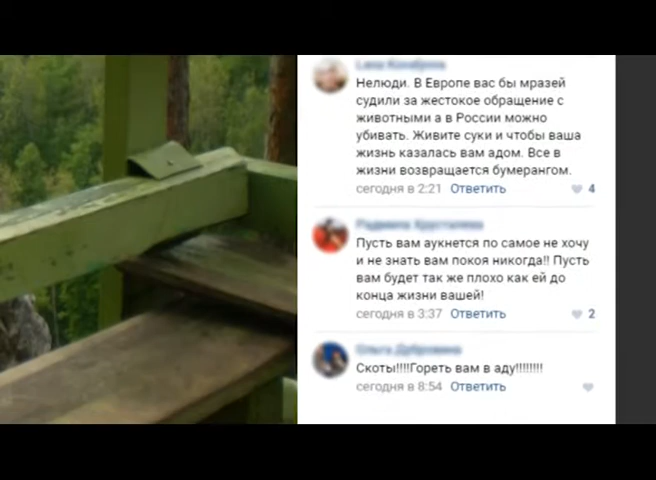 Нелюди. В Европе вас бы мразей
судили за жестокое обращение с
животными а в России можно
убивать. Живите суки и чтобы ваша
жизнь казалась вам адом. Все в
жизни возвращается бумерангом.
сегодня в 2:21 Ответить 4
Пусть вам аукнется по самое не хочу
и не знать вам покоя никогда!! Пусть
вам будет так же плохо как ей до
конца жизни вашей!
сегодня в 3:37 Ответить 2
Скоты!!!!Гореть вам в аду!!!!!!!!
сегодня в 8:54 Ответить